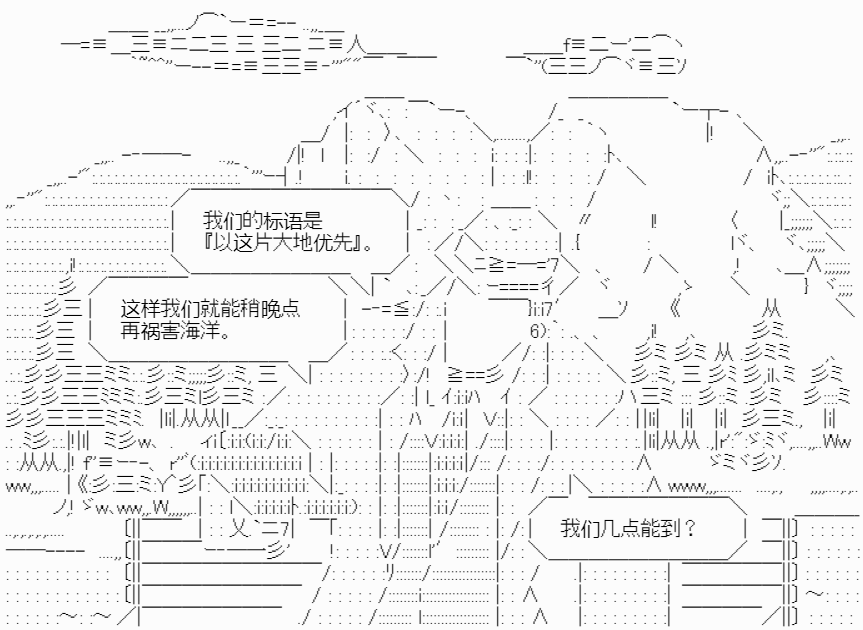 我们的标语是
『以这片大地优先』。
这样我们就能稍晚点
再祸害海洋。
我们几点能到？